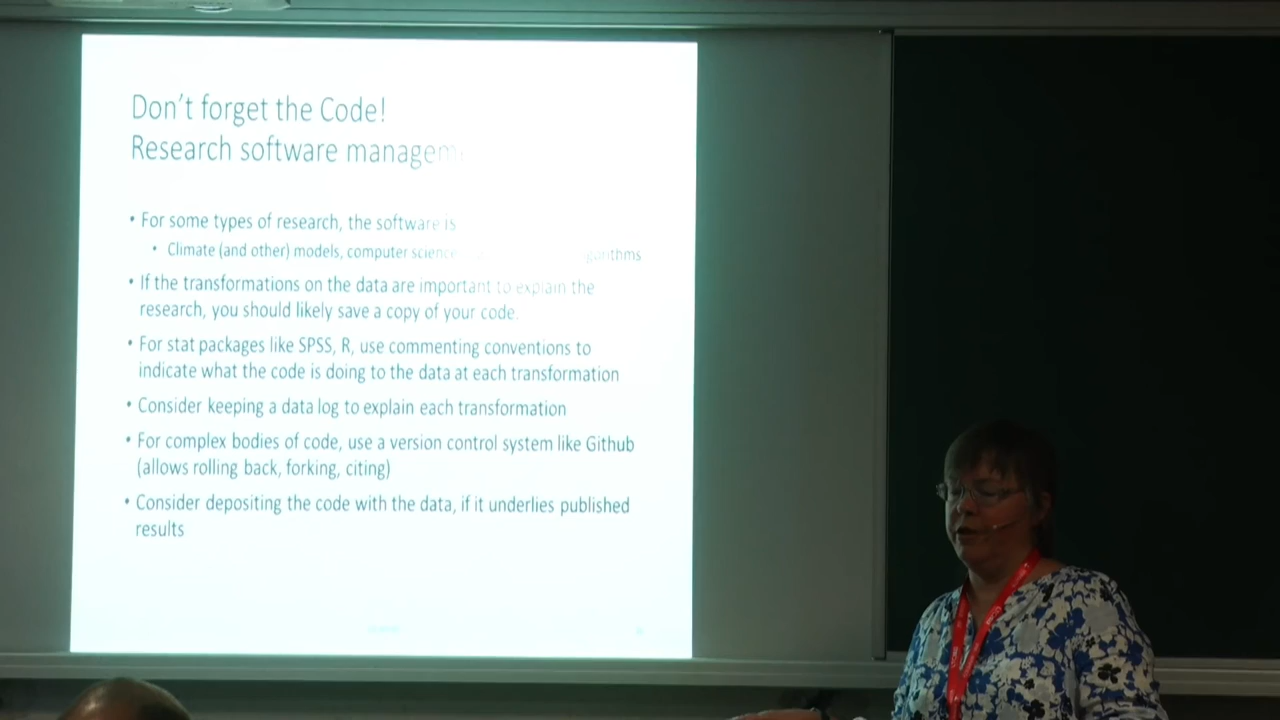 Don't forget the Code!
Research software managem
• For some types of research, the software is
• Climate (and other) models, computer science gorithms
• If the transformations on the data are important to explain the
research, you should likely save a copy of your code.
• For stat packages like SPSS, R, use commenting conventions to
indicate what the code is doing to the data at each transformation
• Consider keeping a data log to explain each transformation
• For complex bodies of code, use a version control system like Github
(allows rolling back, forking, citing)
• Consider depositing the code with the data, if it underlies published
results